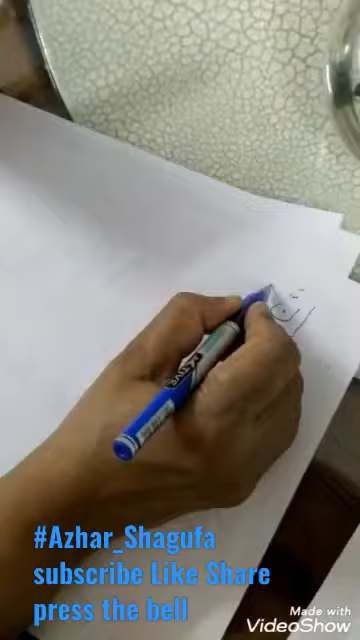 #Azhar_Shagufa
subscribe Like Share
press the bell
Made with
VideoShow